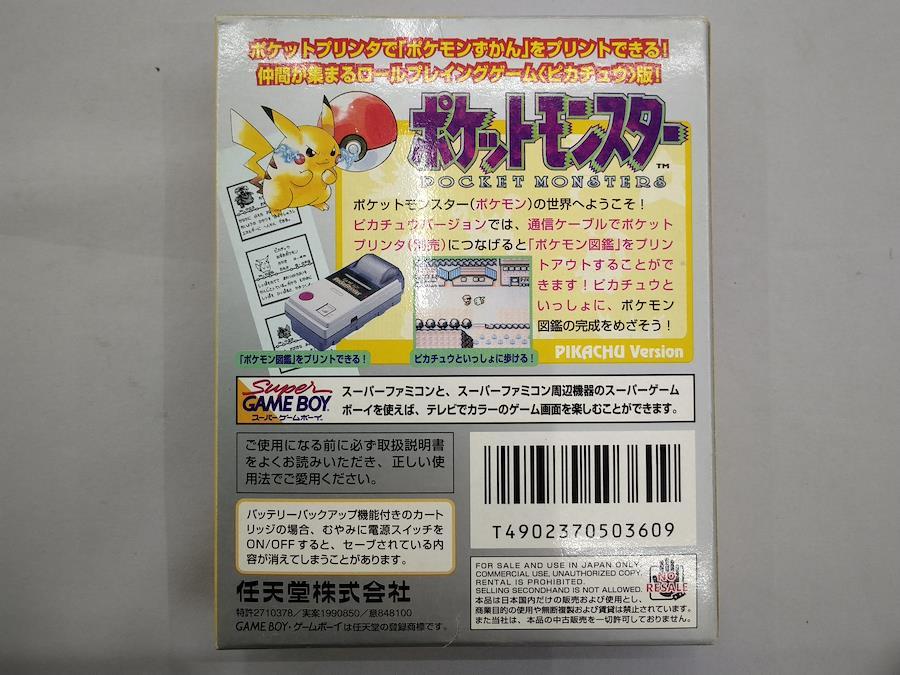 ポケットプリンタで「ポケモンずかん」をプリントできる!
仲間が集まるロールプレイングゲーム〈ピカチュウ〉版!
ポケットモンスター
TM
POCKET MONSTERS
ポケットモンスター(ポケモン)の世界へようこそ!
ピカチュウバージョンでは、通信ケーブルでポケット
プリンタ(別売)につなげると「ポケモン図鑑」をプリン
トアウトすることがで
きます!ピカチュウと
いっしょに、ポケモン
図鑑の完成をめざそう!
「ポケモン図鑑」をプリントできる!
ピカチュウといっしょに歩ける!
PIKACHU Version
Super
GAME BOY
スーパーゲームボーイ
スーパーファミコンと、スーパーファミコン周辺機器のスーパーゲーム
ボーイを使えば、テレビでカラーのゲーム画面を楽しむことができます。
ご使用になる前に必ず取扱説明書
をよくお読みいただき、正しい使
用法でご愛用ください。
バッテリーバックアップ機能付きのカート
リッジの場合、むやみに電源スイッチを
ON/OFFすると、セーブされている内
容が消えてしまうことがあります。
T4902370503609
任天堂株式会社
特許2710378/実案1990850/意848100
GAME BOY・ゲームボーイは任天堂の登録商標です。
FOR SALE AND USE IN JAPAN ONLY.
COMMERCIAL USE, UNAUTHORIZED COPY,
RENTAL IS PROHIBITED.
SELLING SECONDHAND IS NOT ALLOWED.
本品は日本国内だけの販売および使用とし、
商業目的の使用や無断複製および賃貸は禁止されています。
また当社は、本品の中古販売を一切許可しておりません。
NO
RESALE